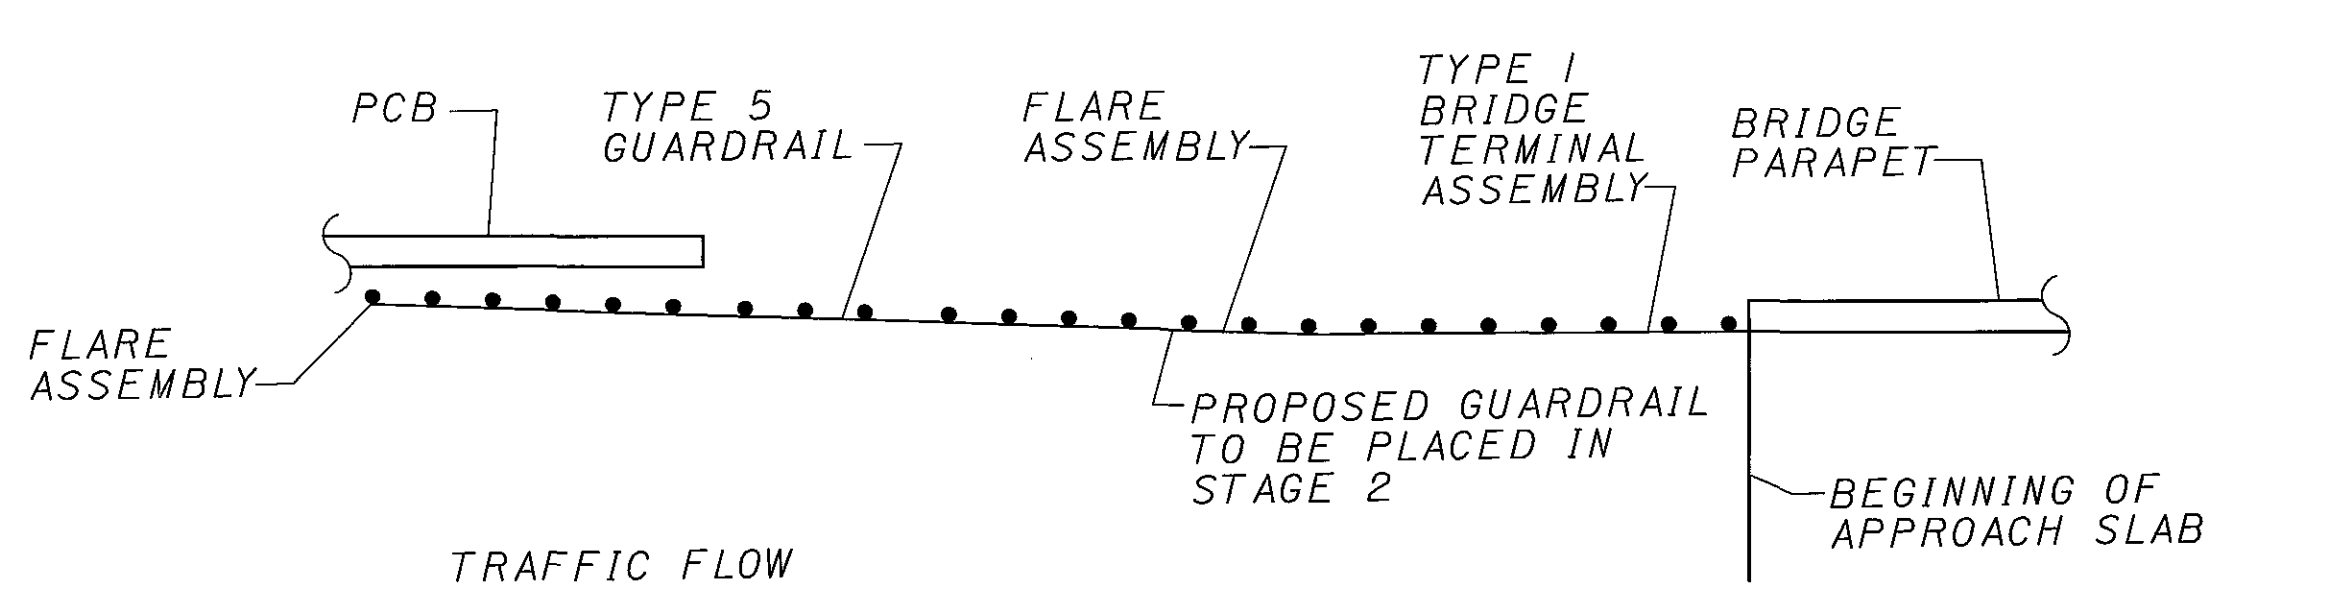 PCB
TYPE 5
GUARDRAIL
FLARE
ASSEMBLY
TYPE 1
BRIDGE
TERMINAL
ASSEMBLY
BRIDGE
PARAPET
FLARE
ASSEMBLY
PROPOSED GUARDRAIL
TO BE PLACED IN
STAGE 2
BEGINNING OF
APPROACH SLAB
TRAFFIC FLOW